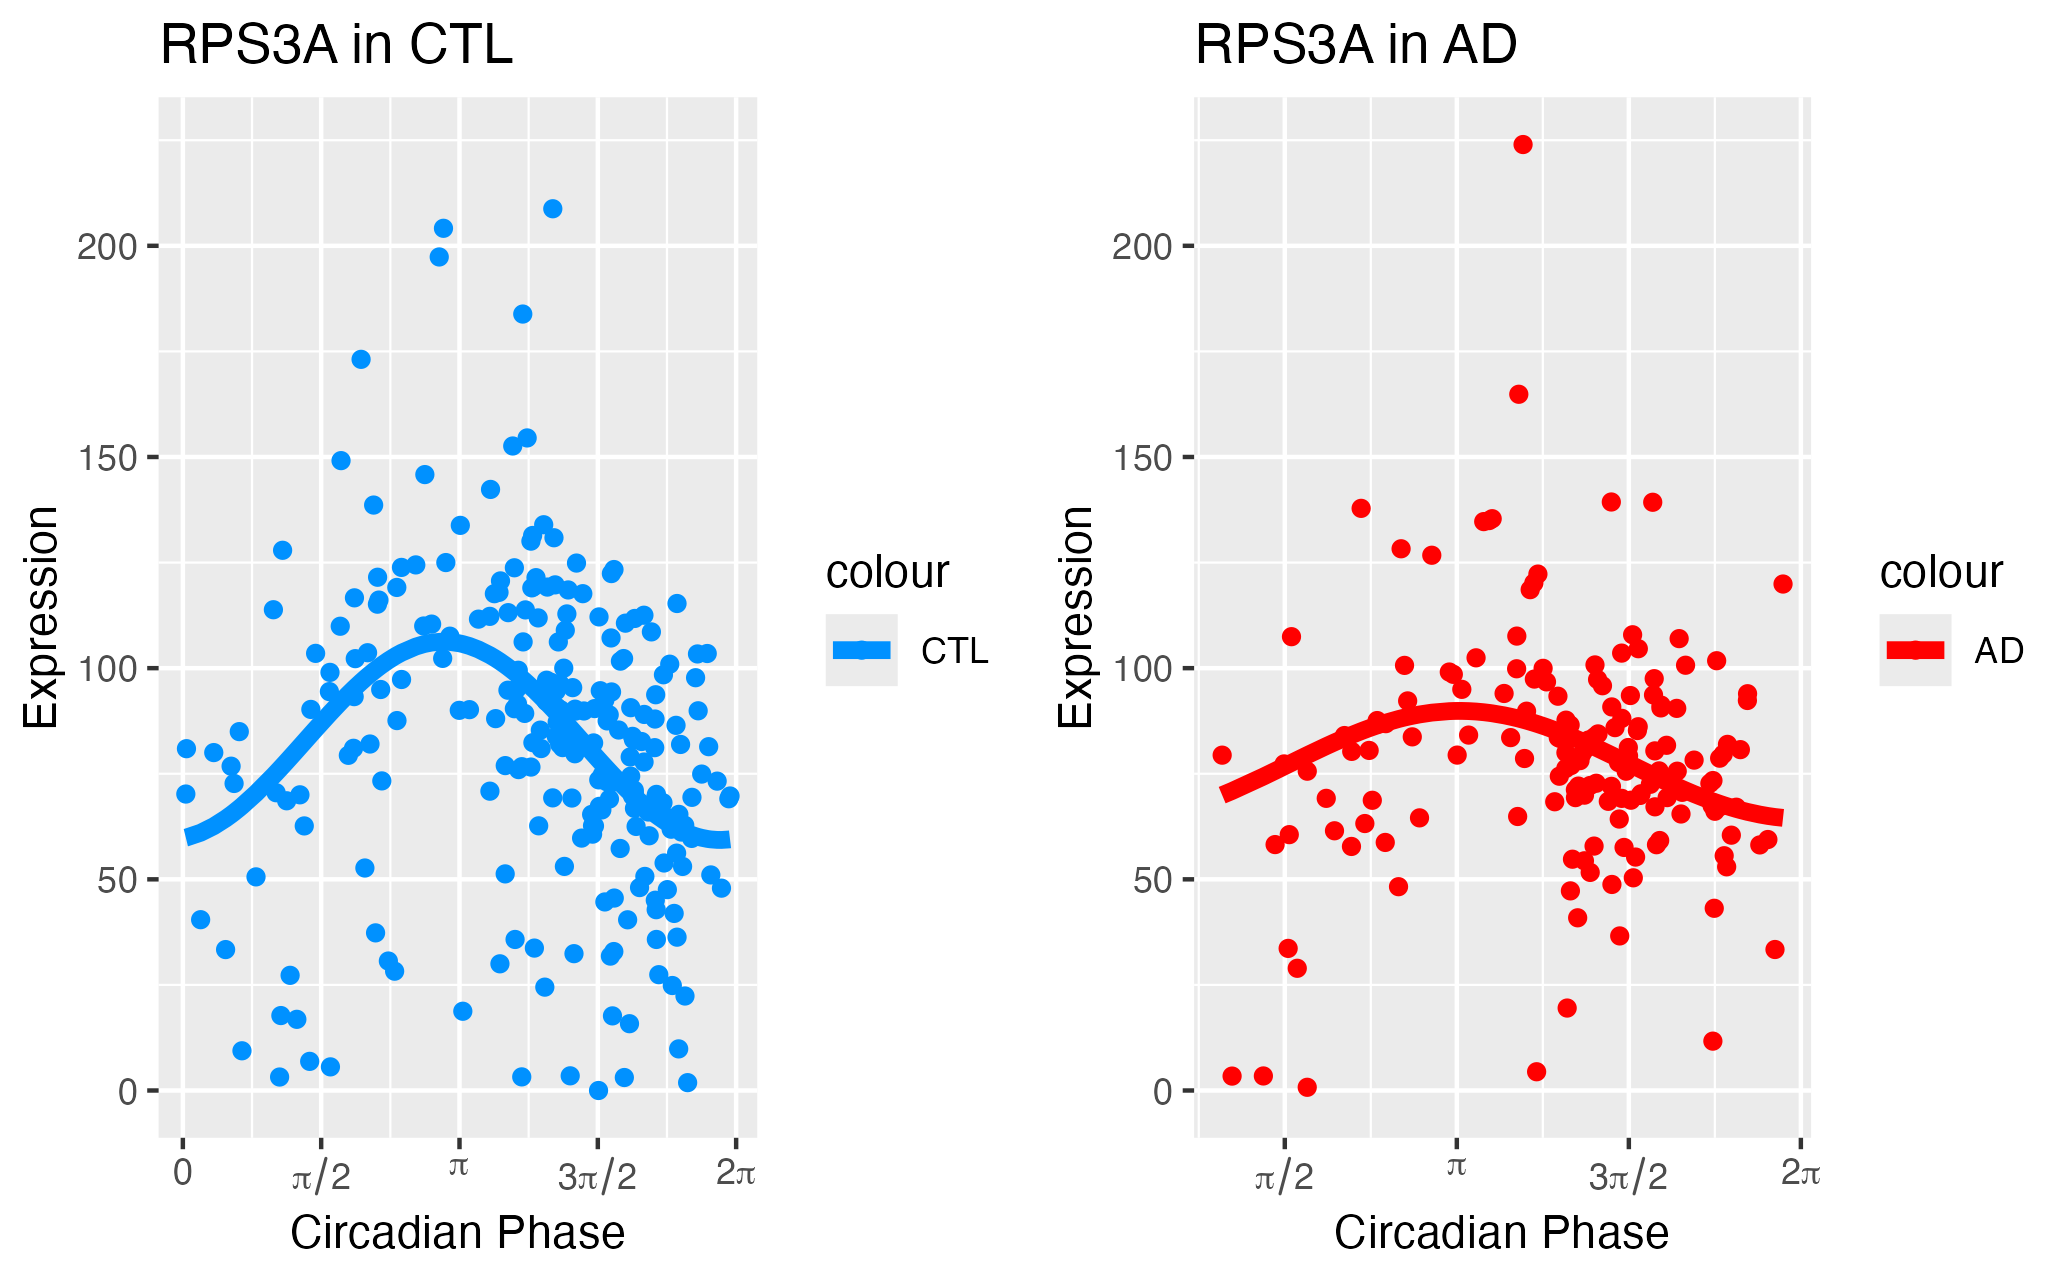 RPS3A in CTL
Expression
200
150
100
50
0
0 π/2 π 3π/2 2π
Circadian Phase
colour
CTL
RPS3A in AD
Expression
200
150
100
50
0
π/2 π 3π/2 2π
Circadian Phase
colour
AD